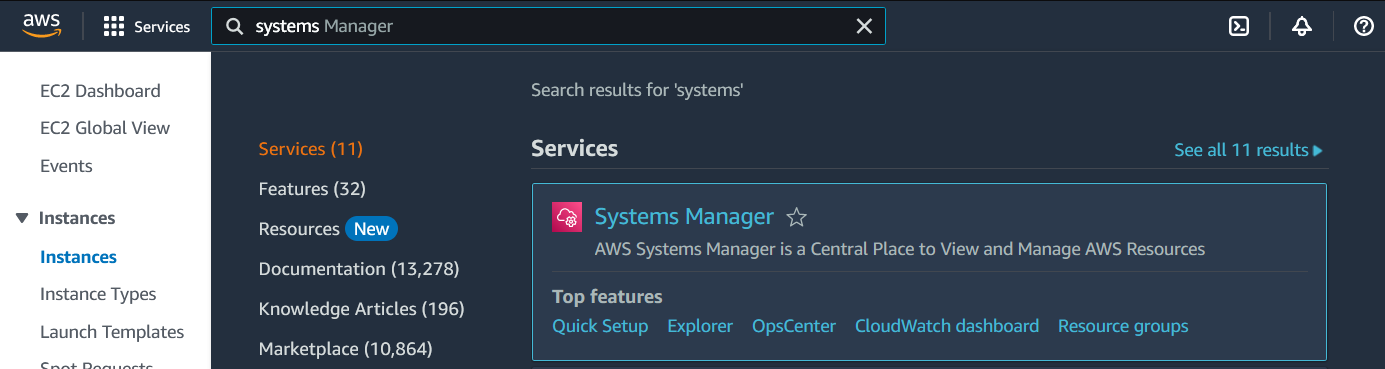 aws
Services
systems Manager
EC2 Dashboard
EC2 Global View
Events
Instances
Instances
Instance Types
Launch Templates
Spot Requests
Search results for 'systems'
Services (11)
Features (32)
Resources New
Documentation (13,278)
Knowledge Articles (196)
Marketplace (10,864)
Services
See all 11 results
Systems Manager
AWS Systems Manager is a Central Place to View and Manage AWS Resources
Top features
Quick Setup Explorer OpsCenter CloudWatch dashboard Resource groups